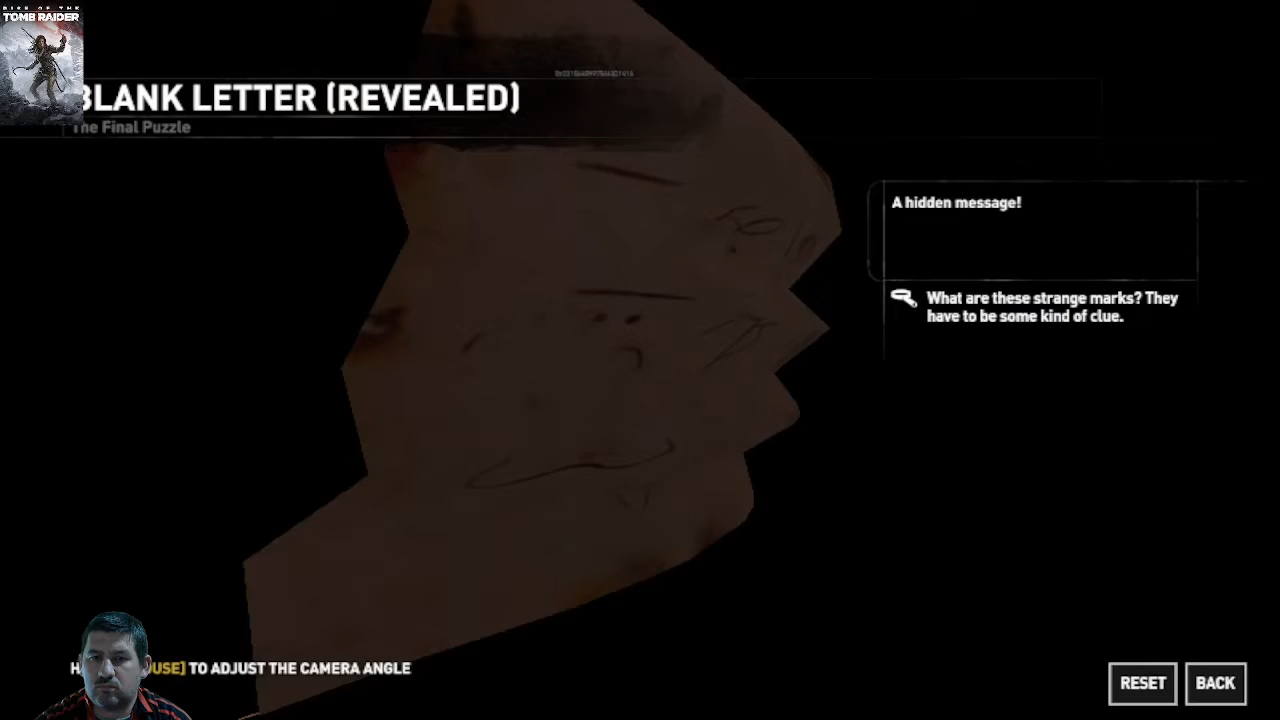 RISE OF THE
TOMB RAIDER
BLANK LETTER (REVEALED)
The Final Puzzle
A hidden message!
What are these strange marks? They
have to be some kind of clue.
USE] TO ADJUST THE CAMERA ANGLE
RESET
BACK